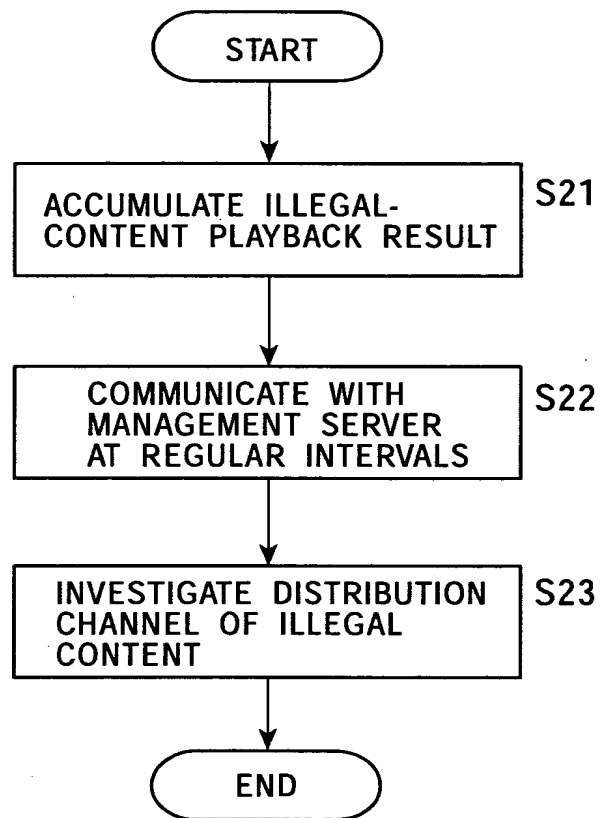 START
ACCUMULATE ILLEGAL-
CONTENT PLAYBACK RESULT
S21
COMMUNICATE WITH
MANAGEMENT SERVER
AT REGULAR INTERVALS
S22
INVESTIGATE DISTRIBUTION
CHANNEL OF ILLEGAL
CONTENT
S23
END